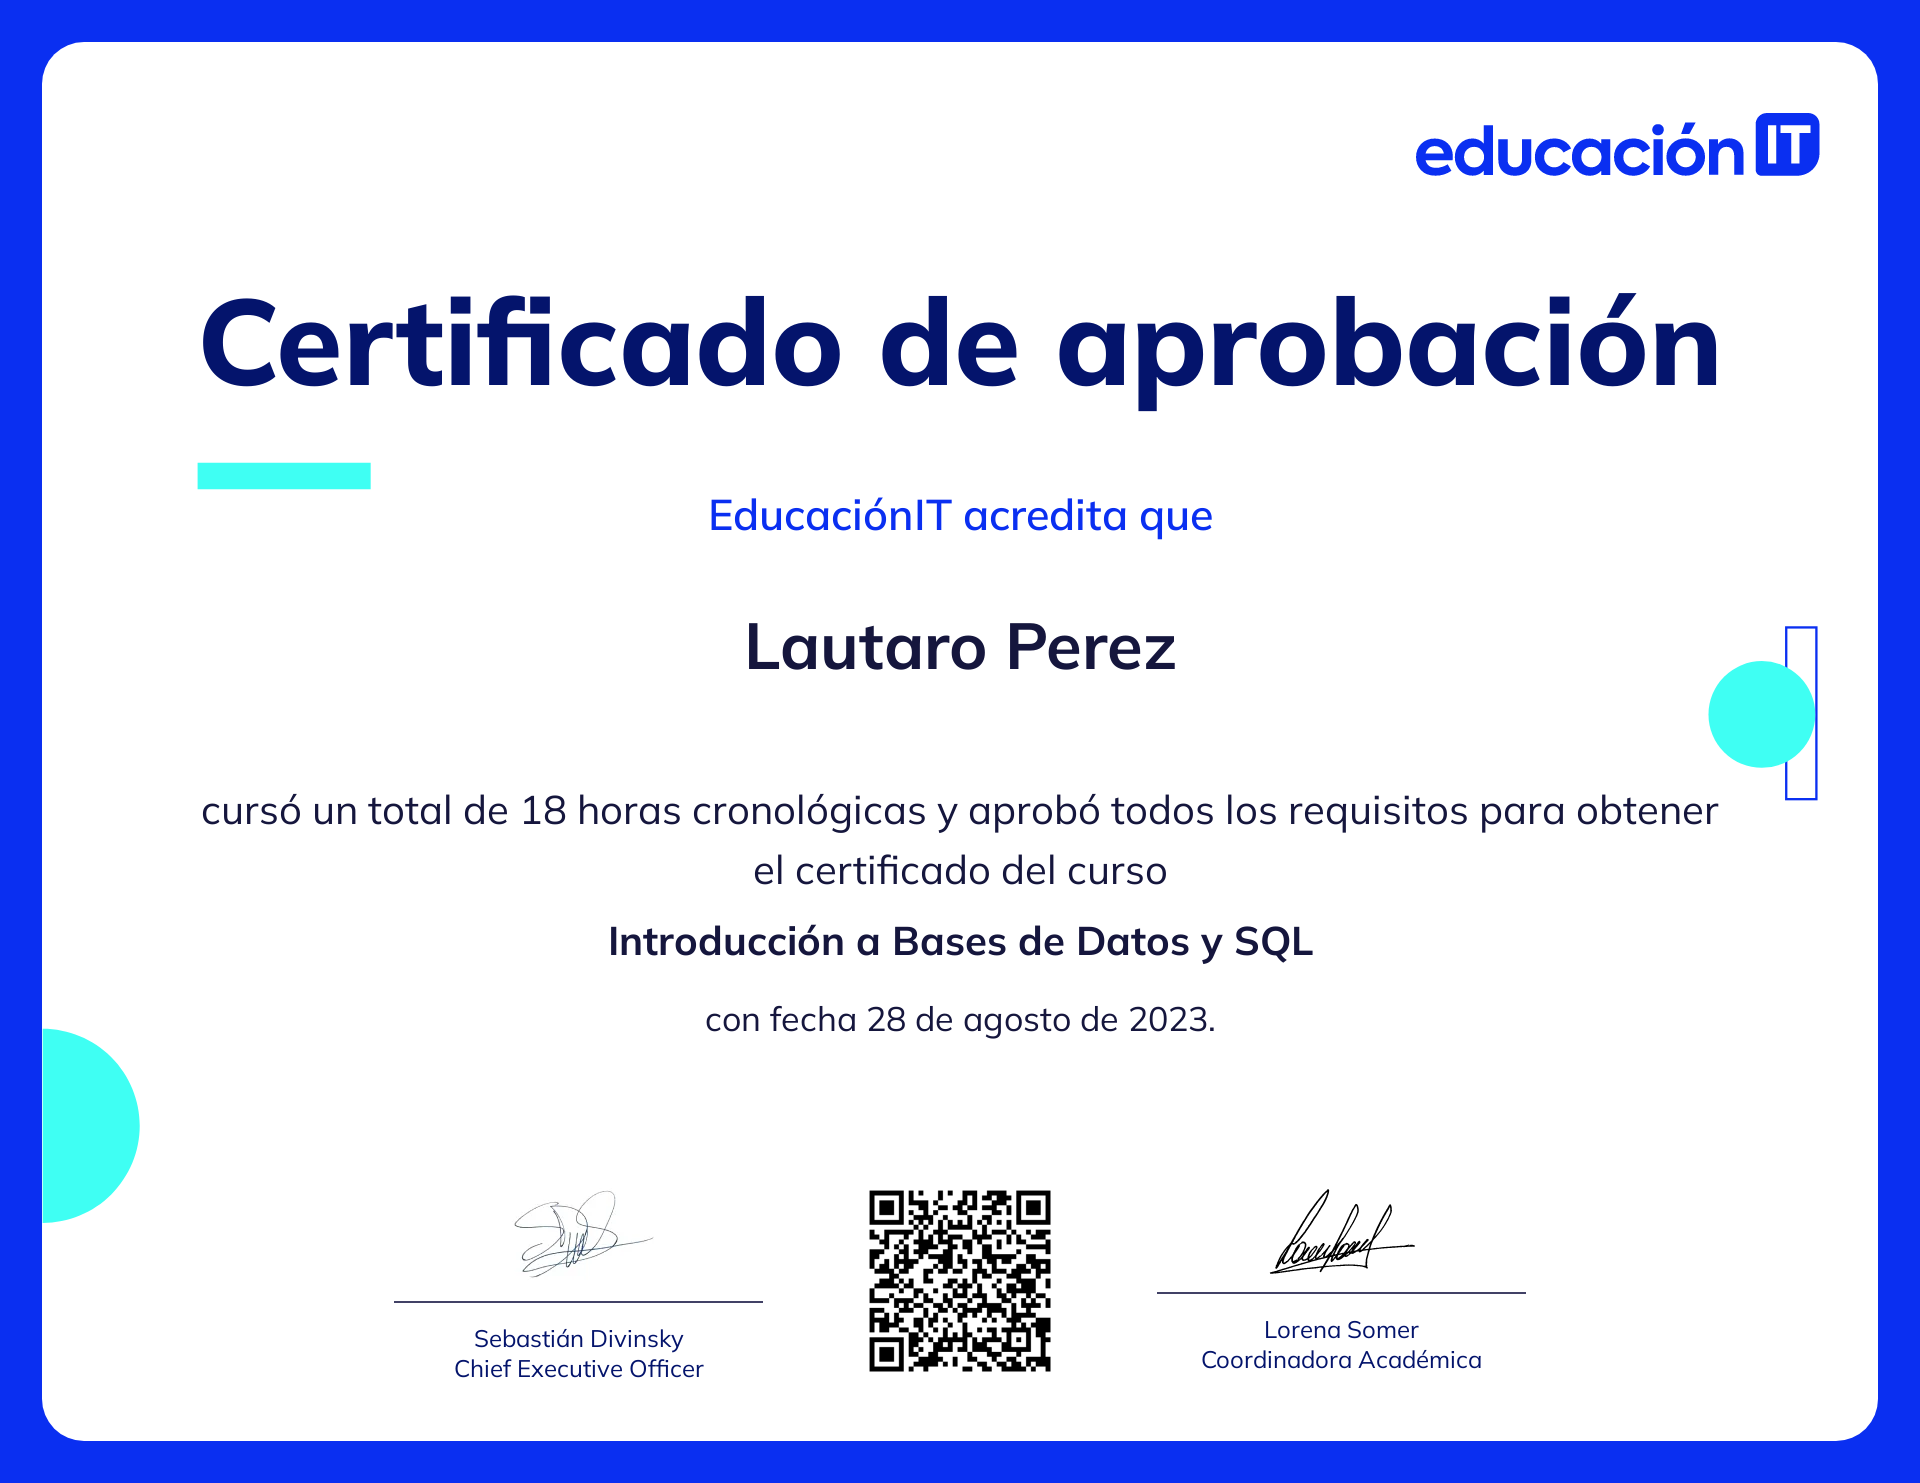 educación IT
Certificado de aprobación
EducaciónIT acredita que
Lautaro Perez
cursó un total de 18 horas cronológicas y aprobó todos los requisitos para obtener
el certificado del curso
Introducción a Bases de Datos y SQL
con fecha 28 de agosto de 2023.
Sebastián Divinsky
Chief Executive Officer
Lorena Somer
Coordinadora Académica